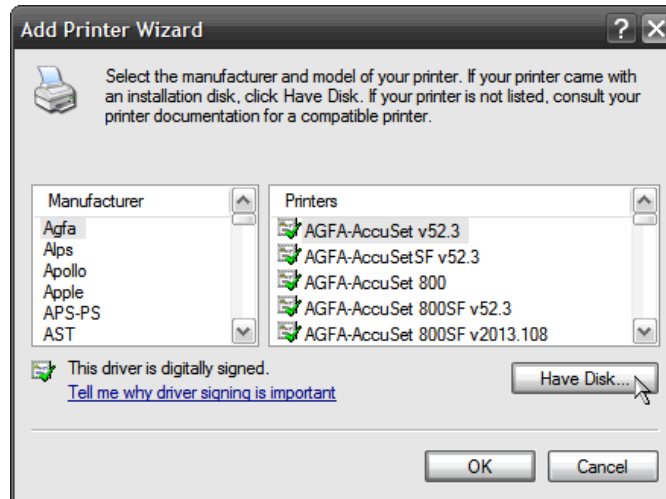 Add Printer Wizard
Select the manufacturer and model of your printer. If your printer came with
an installation disk, click Have Disk. If your printer is not listed, consult your
printer documentation for a compatible printer.
Manufacturer
Agfa
Alps
Apollo
Apple
APS-PS
AST
Printers
AGFA-AccuSet v52.3
AGFA-AccuSetSF v52.3
AGFA-AccuSet 800
AGFA-AccuSet 800SF v52.3
AGFA-AccuSet 800SF v2013.108
This driver is digitally signed.
Tell me why driver signing is important
Have Disk...
OK
Cancel